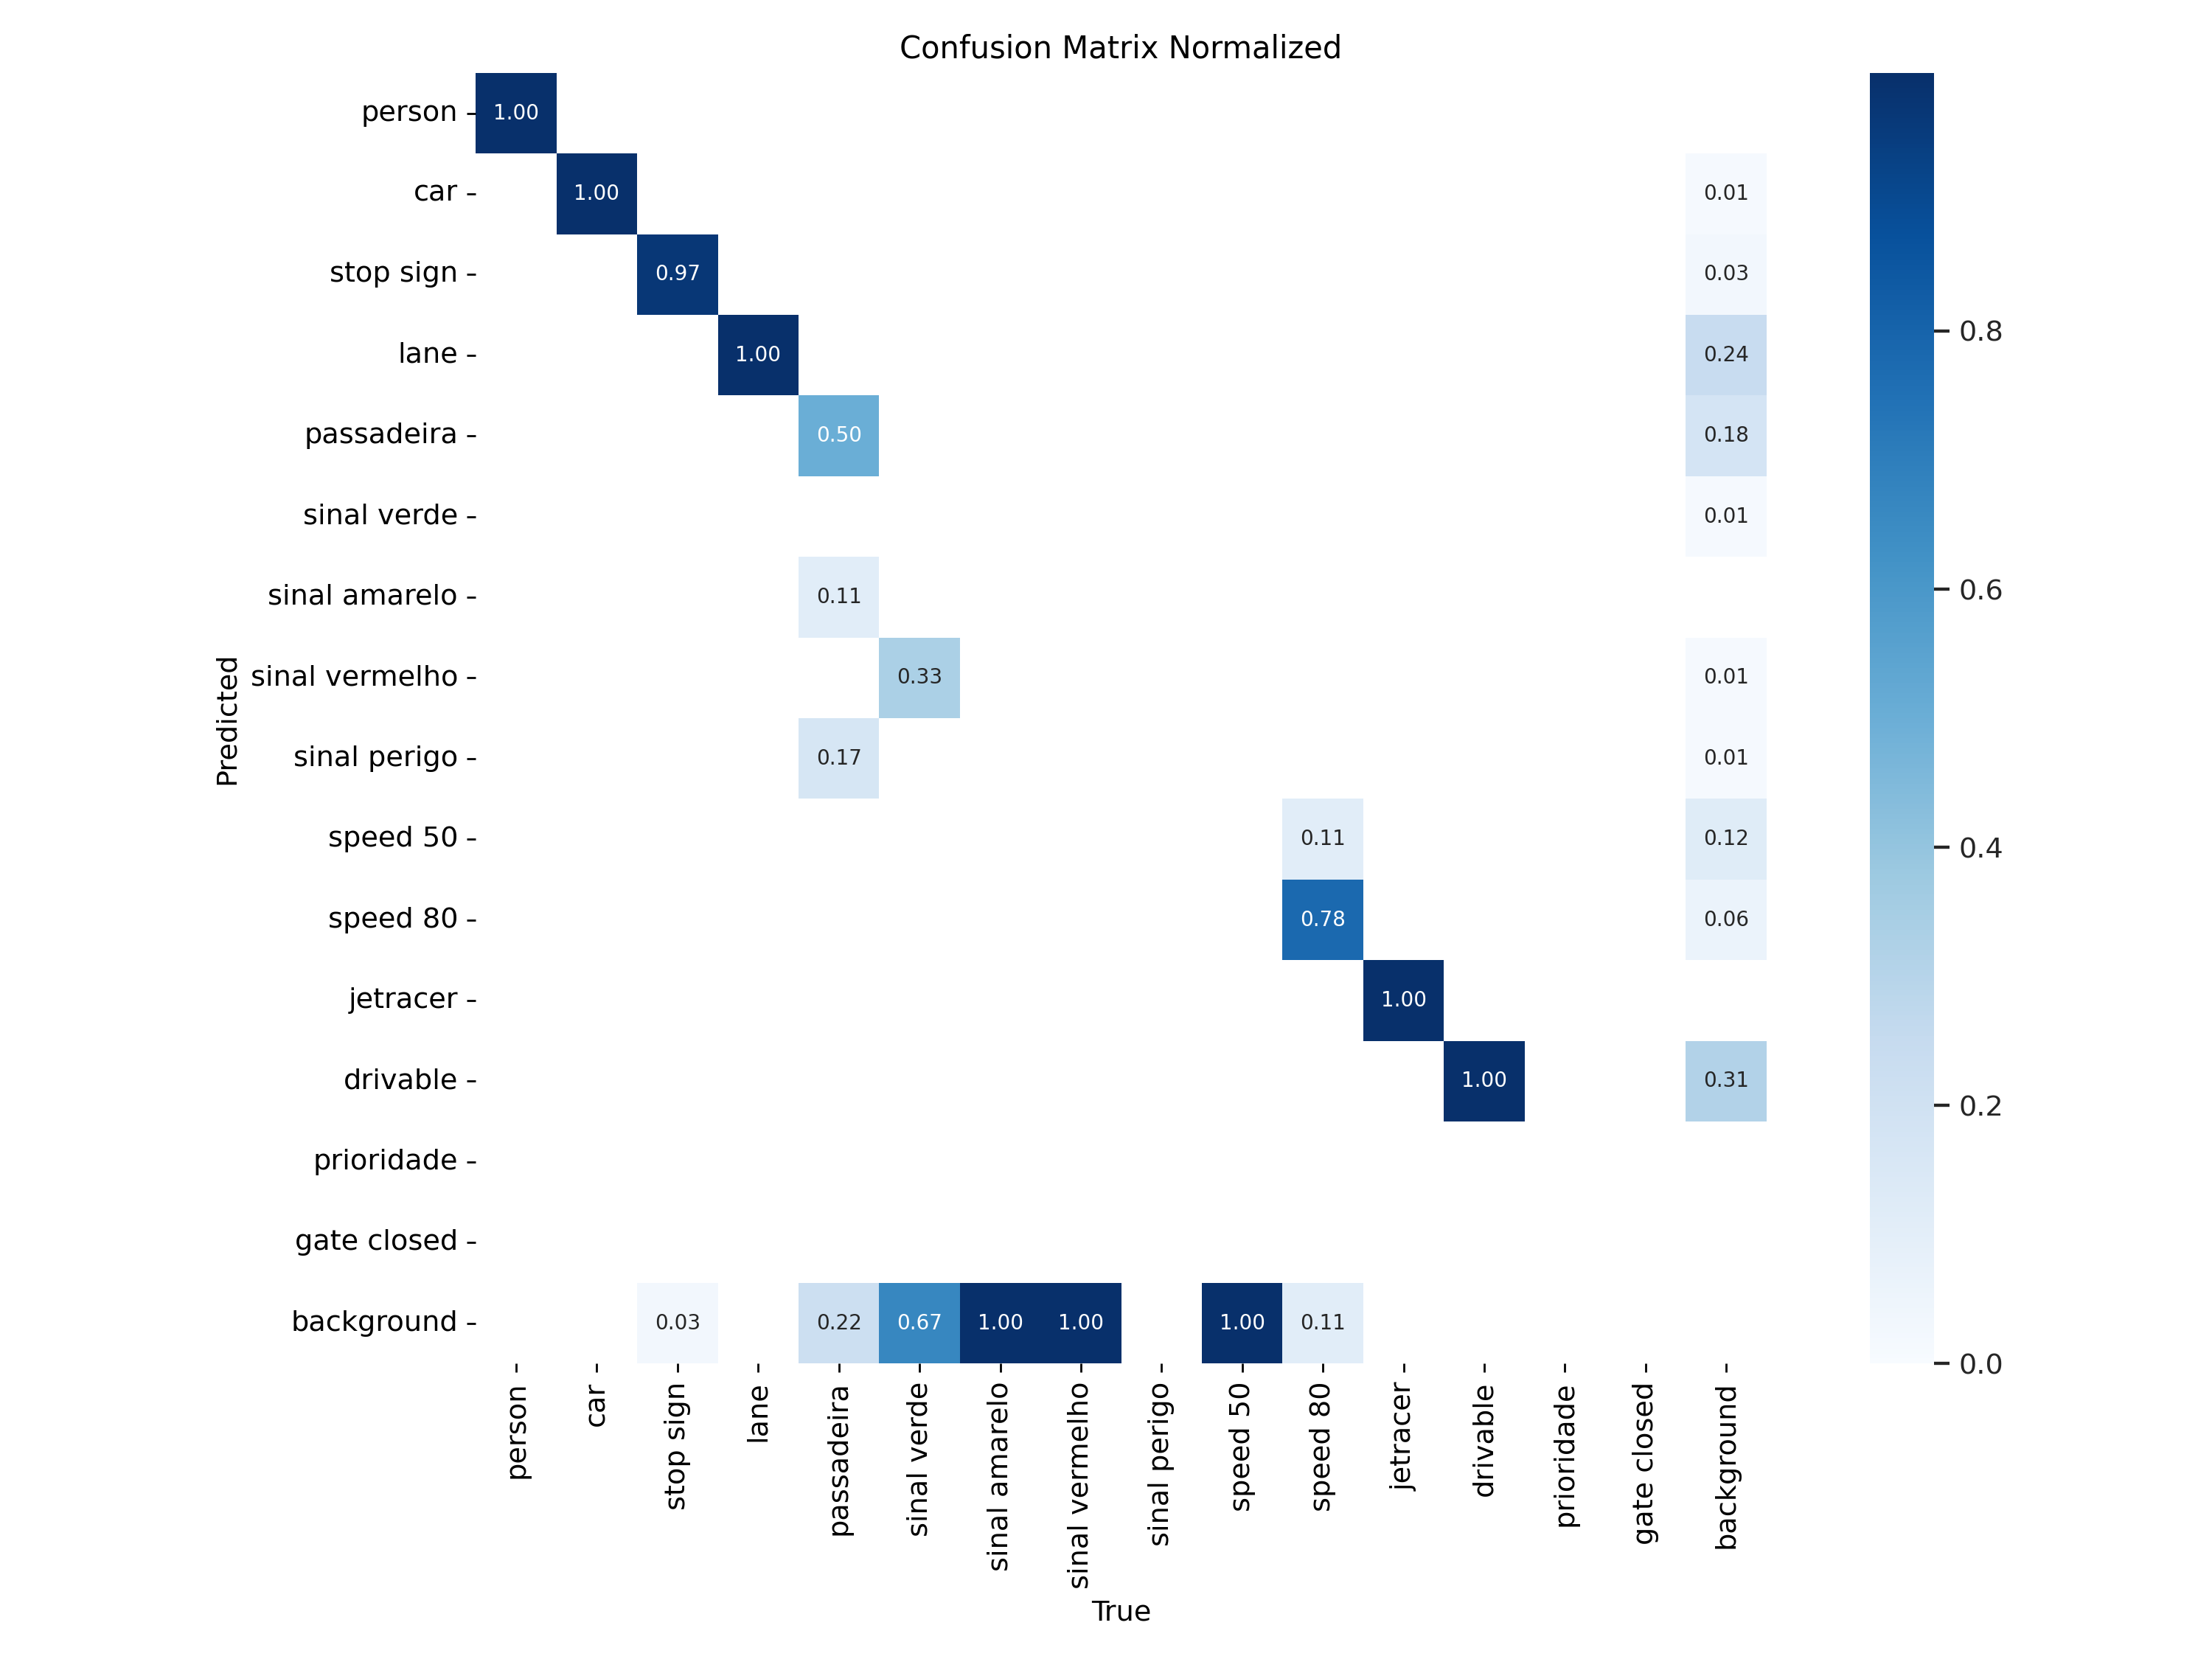 Confusion Matrix Normalized
person 1.00
car 1.00 0.01
stop sign 0.97 0.03
lane 1.00 0.24
passadeira 0.50 0.18
sinal verde 0.01
sinal amarelo 0.11
sinal vermelho 0.33 0.01
sinal perigo 0.17 0.01
speed 50 0.11 0.12
speed 80 0.78 0.06
jetracer 1.00
drivable 1.00 0.31
prioridade
gate closed
background 0.03 0.22 0.67 1.00 1.00 1.00 0.11
Predicted
person
car
stop sign
lane
passadeira
sinal verde
sinal amarelo
sinal vermelho
sinal perigo
speed 50
speed 80
jetracer
drivable
prioridade
gate closed
background
True
0.8
0.6
0.4
0.2
0.0